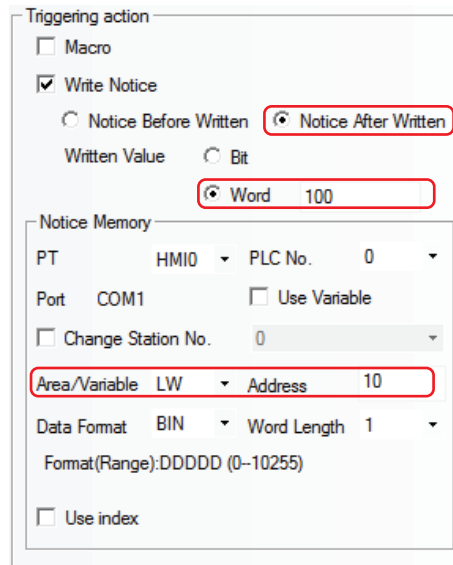 Triggering action
Macro
Write Notice
Notice Before Written Notice After Written
Written Value Bit
Word 100
Notice Memory
PT HMI0 PLC No. 0
Port COM1 Use Variable
Change Station No. 0
Area/Variable LW Address 10
Data Format BIN Word Length 1
Format(Range):DDDDD (0--10255)
Use index